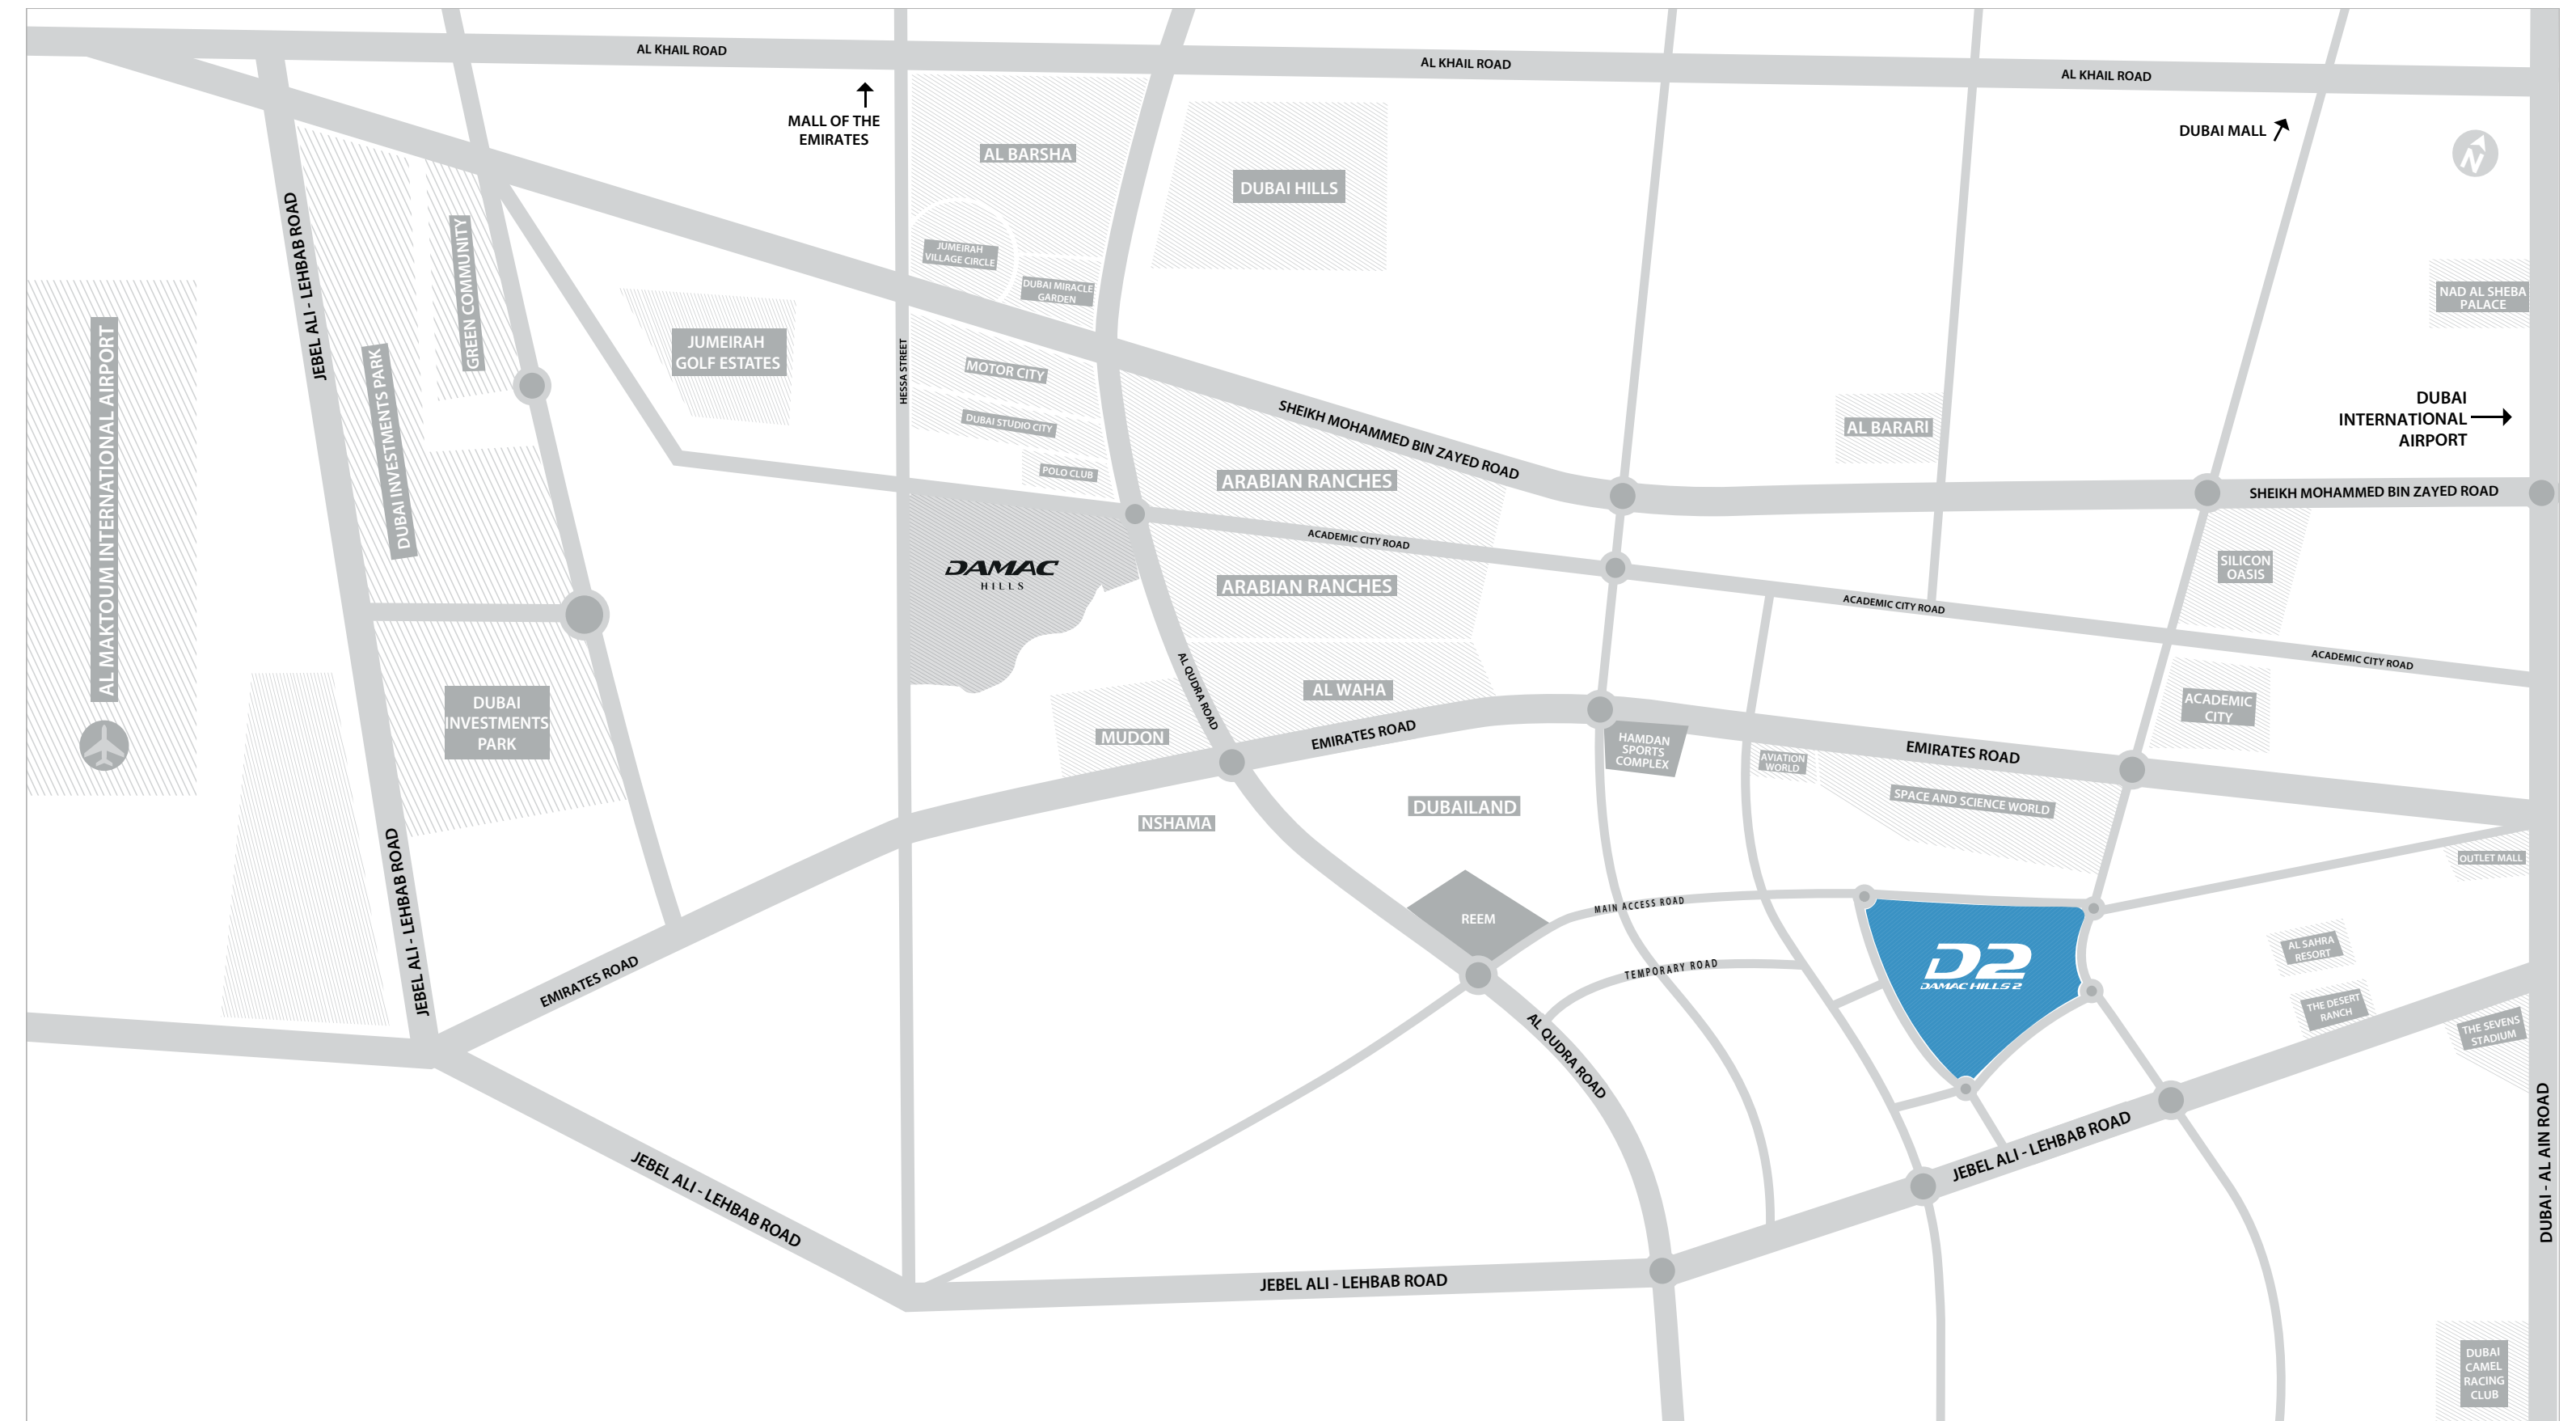 AL KHAIL ROAD
AL KHAIL ROAD
AL KHAIL ROAD
MALL OF THE
EMIRATES
DUBAI MALL
N
AL BARSHA
DUBAI HILLS
JEBEL ALI - LEHBAB ROAD
GREEN COMMUNITY
JUMEIRAH
VILLAGE CIRCLE
DUBAI MIRACLE
GARDEN
NAD AL SHEBA
PALACE
AL MAKTOUM INTERNATIONAL AIRPORT
DUBAI INVESTMENTS PARK
JUMEIRAH
GOLF ESTATES
HESSA STREET
MOTOR CITY
DUBAI STUDIO CITY
POLO CLUB
SHEIKH MOHAMMED BIN ZAYED ROAD
AL BARARI
DUBAI
INTERNATIONAL
AIRPORT
ARABIAN RANCHES
SHEIKH MOHAMMED BIN ZAYED ROAD
ACADEMIC CITY ROAD
DAMAC
HILLS
ARABIAN RANCHES
SILICON
OASIS
ACADEMIC CITY ROAD
ACADEMIC CITY ROAD
AL QUDRA ROAD
AL WAHA
ACADEMIC
CITY
DUBAI
INVESTMENTS
PARK
MUDON
EMIRATES ROAD
HAMDAN
SPORTS
COMPLEX
AVIATION
WORLD
EMIRATES ROAD
SPACE AND SCIENCE WORLD
NSHAMA
DUBAILAND
OUTLET MALL
JEBEL ALI - LEHBAB ROAD
REEM
MAIN ACCESS ROAD
TEMPORARY ROAD
D2
DAMAC HILLS 2
AL SAHRA
RESORT
THE DESERT
RANCH
THE SEVENS
STADIUM
EMIRATES ROAD
AL QUDRA ROAD
JEBEL ALI - LEHBAB ROAD
JEBEL ALI - LEHBAB ROAD
JEBEL ALI - LEHBAB ROAD
DUBAI - AL AIN ROAD
DUBAI
CAMEL
RACING
CLUB